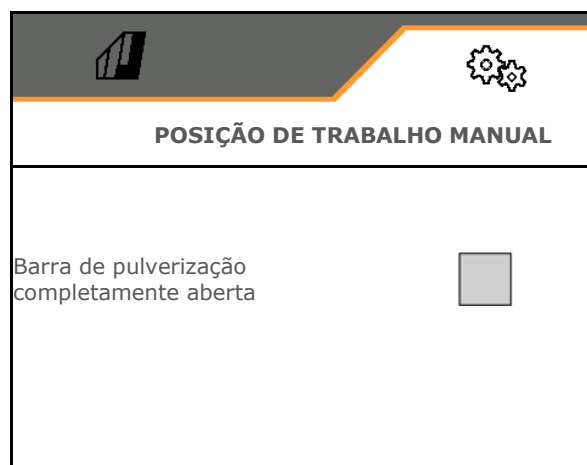 POSIÇÃO DE TRABALHO MANUAL
Barra de pulverização
completamente aberta